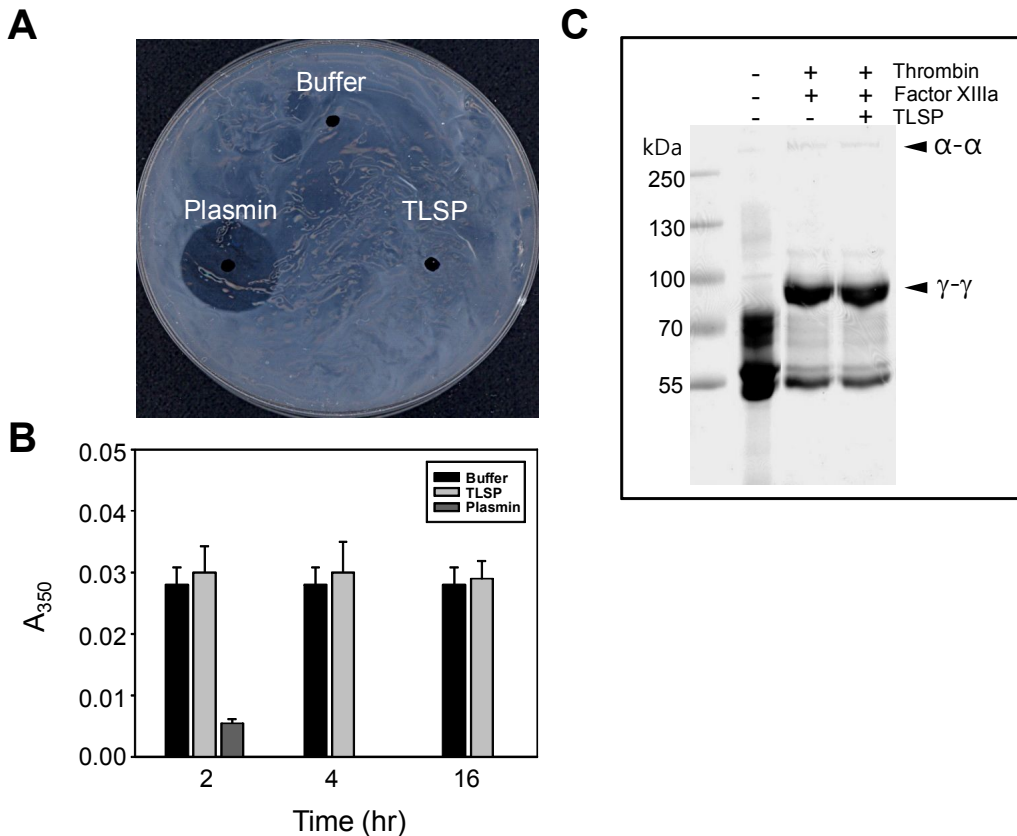 A
Buffer
Plasmin
TLSP
B
0.05
0.04
0.03
0.02
0.01
0.00
A350
Buffer
TLSP
Plasmin
2 4 16
Time (hr)
C
- + + Thrombin
- + + Factor XIIIa
- - + TLSP
kDa
α-α
250
130
100
γ-γ
70
55